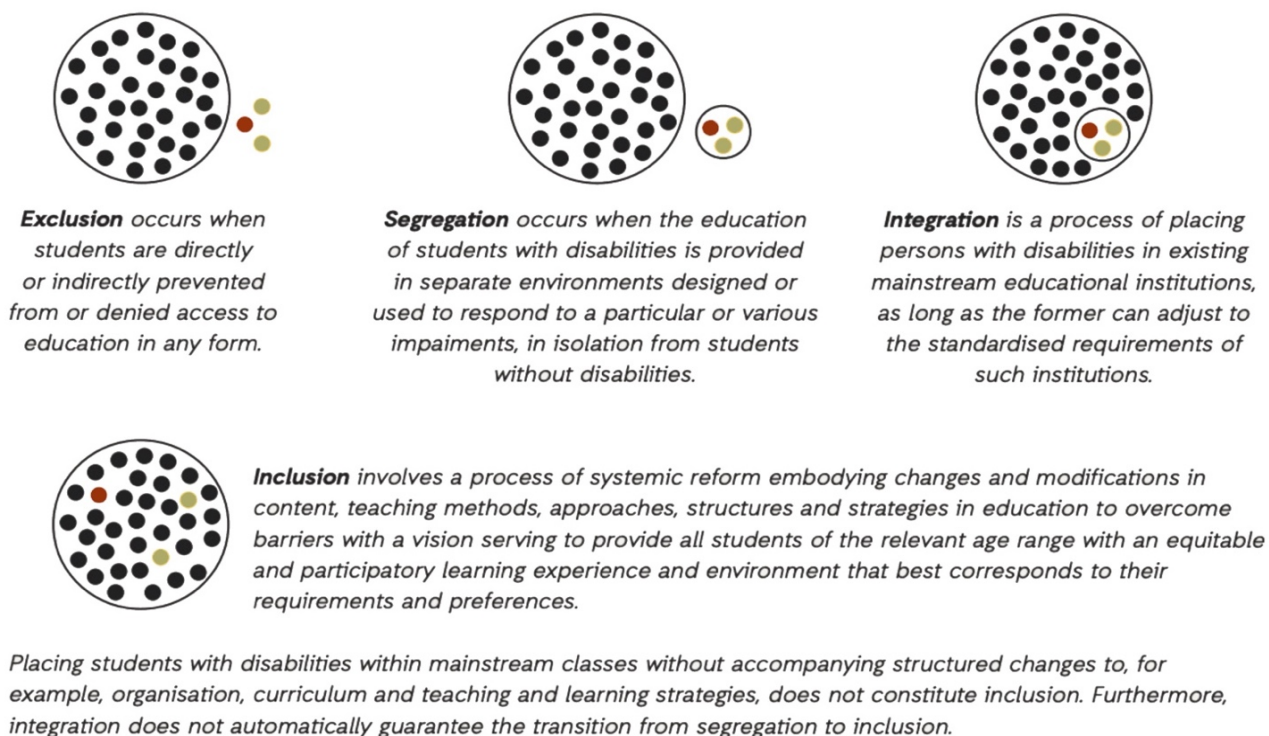 Exclusion occurs when
students are directly
or indirectly prevented
from or denied access to
education in any form.
Segregation occurs when the education
of students with disabilities is provided
in separate environments designed or
used to respond to a particular or various
impaiments, in isolation from students
without disabilities.
Integration is a process of placing
persons with disabilities in existing
mainstream educational institutions,
as long as the former can adjust to
the standardised requirements of
such institutions.
Inclusion involves a process of systemic reform embodying changes and modifications in
content, teaching methods, approaches, structures and strategies in education to overcome
barriers with a vision serving to provide all students of the relevant age range with an equitable
and participatory learning experience and environment that best corresponds to their
requirements and preferences.
Placing students with disabilities within mainstream classes without accompanying structured changes to, for
example, organisation, curriculum and teaching and learning strategies, does not constitute inclusion. Furthermore,
integration does not automatically guarantee the transition from segregation to inclusion.